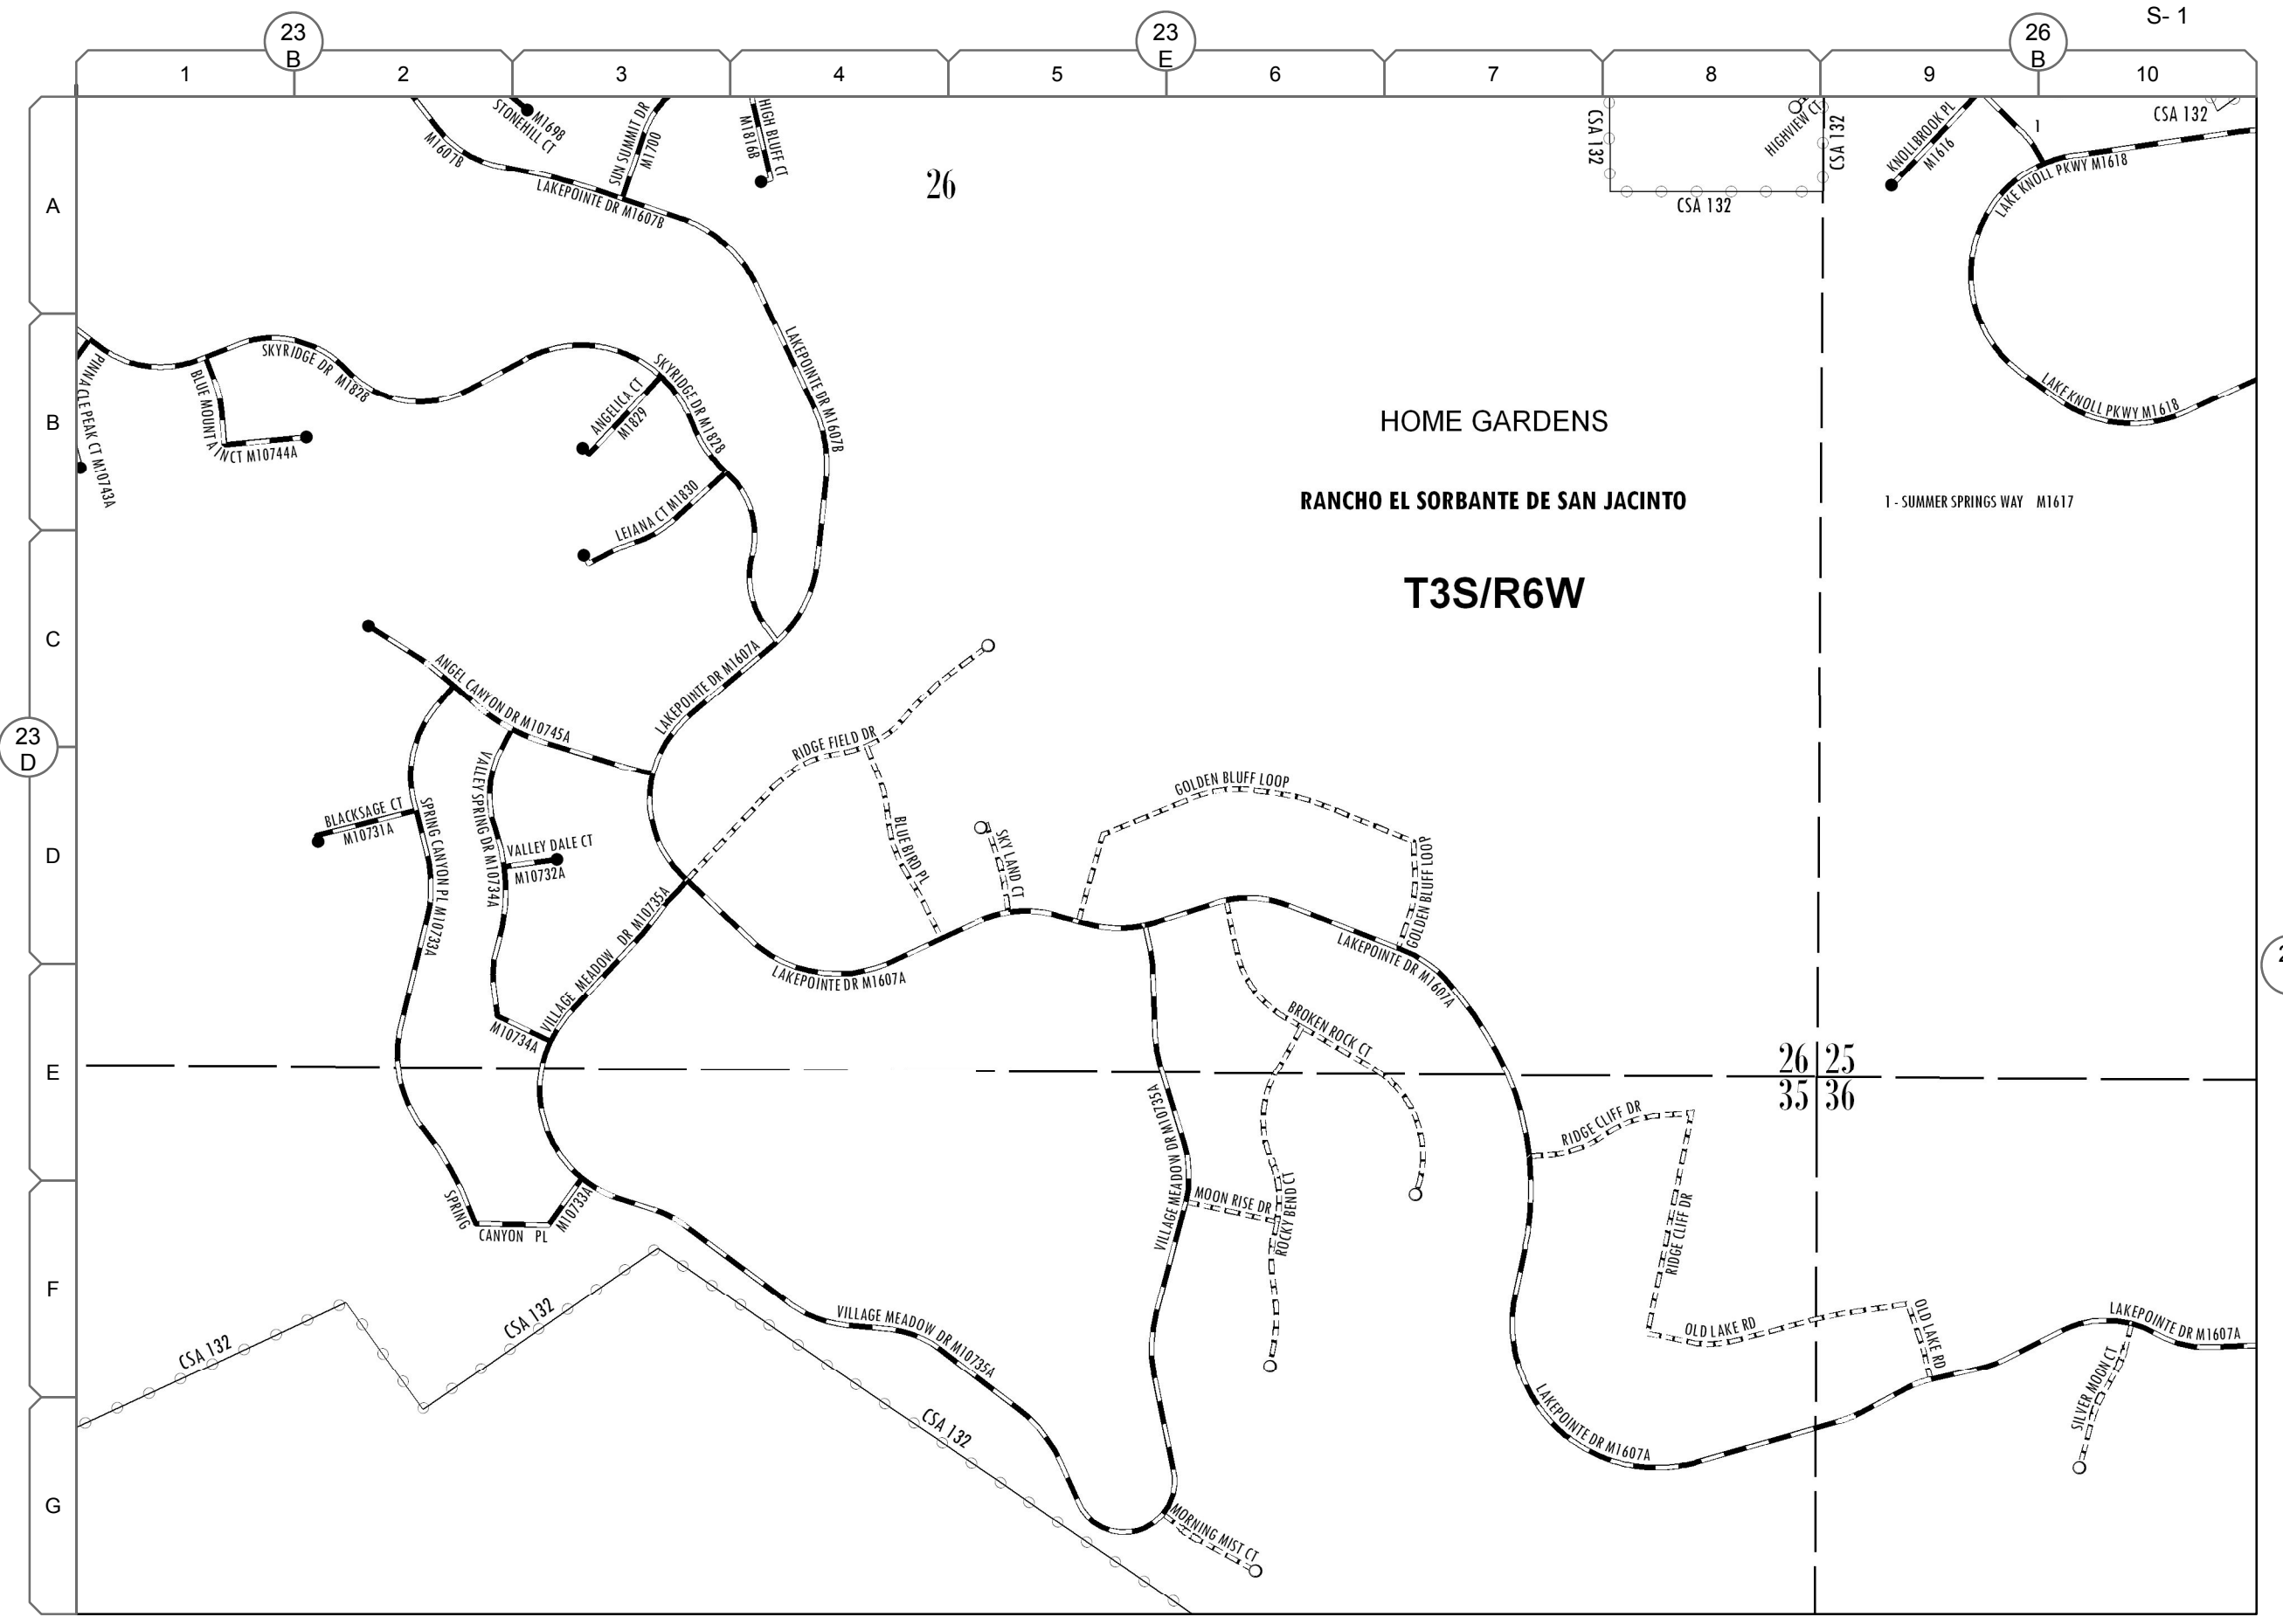 S- 1
23
B
23
E
26
B
1
2
3
4
5
6
7
8
9
10
A
B
C
23
D
D
E
F
G
STONEHILL CT
M1698
SUN SUMMIT DR
M1700
HIGH BLUFF CT
M1816B
M1607B
LAKEPOINTE DR M1607B
26
CSA 132
CSA 132
CSA 132
HIGHVIEW CT
KNOLLBROOK PL
M1616
1
LAKE KNOLL PKWY M1618
CSA 132
PINNACLE PEAK CT M10743A
BLUE MOUNTAIN CT M10744A
SKYRIDGE DR M1828
ANGELICA CT
M1829
SKYRIDGE DR M1828
LAKEPOINTE DR M1607B
LEIANA CT M1830
HOME GARDENS
RANCHO EL SORBANTE DE SAN JACINTO
T3S/R6W
LAKE KNOLL PKWY M1618
1 - SUMMER SPRINGS WAY M1617
ANGEL CANYON DR M10745A
LAKEPOINTE DR M1607A
RIDGE FIELD DR
BLUE BIRD PL
SKY LAND CT
GOLDEN BLUFF LOOP
GOLDEN BLUFF LOOP
BLACKSAGE CT
M10731A
SPRING CANYON PL M10733A
VALLEY SPRING DR M10734A
VALLEY DALE CT
M10732A
VILLAGE MEADOW DR M10735A
M10734A
LAKEPOINTE DR M1607A
LAKEPOINTE DR M1607A
BROKEN ROCK CT
26 25
35 36
VILLAGE MEADOW DR M10735A
MOON RISE DR
ROCKY BEND CT
RIDGE CLIFF DR
RIDGE CLIFF DR
SPRING
CANYON PL
M10733A
OLD LAKE RD
OLD LAKE RD
LAKEPOINTE DR M1607A
SILVER MOON CT
CSA 132
CSA 132
VILLAGE MEADOW DR M10735A
CSA 132
LAKEPOINTE DR M1607A
MORNING MIST CT